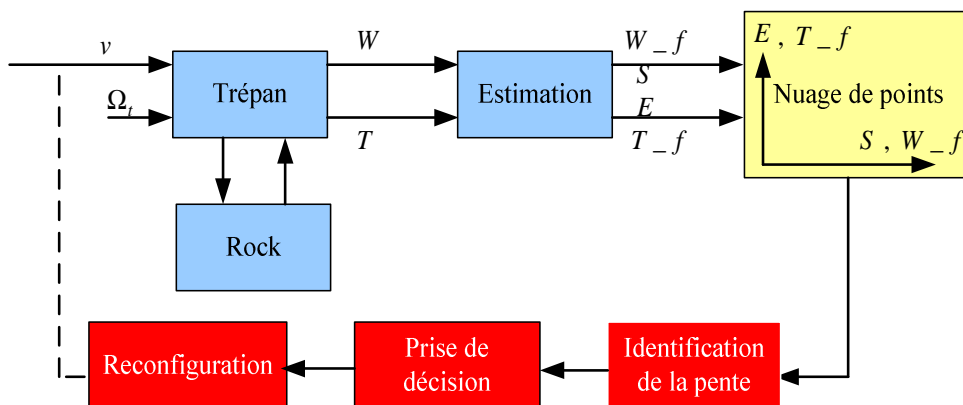 v
Ω_t
Trépan
W
T
Rock
Estimation
W_f
S
E
T_f
E , T_f
Nuage de points
S , W_f
Reconfiguration
Prise de
décision
Identification
de la pente